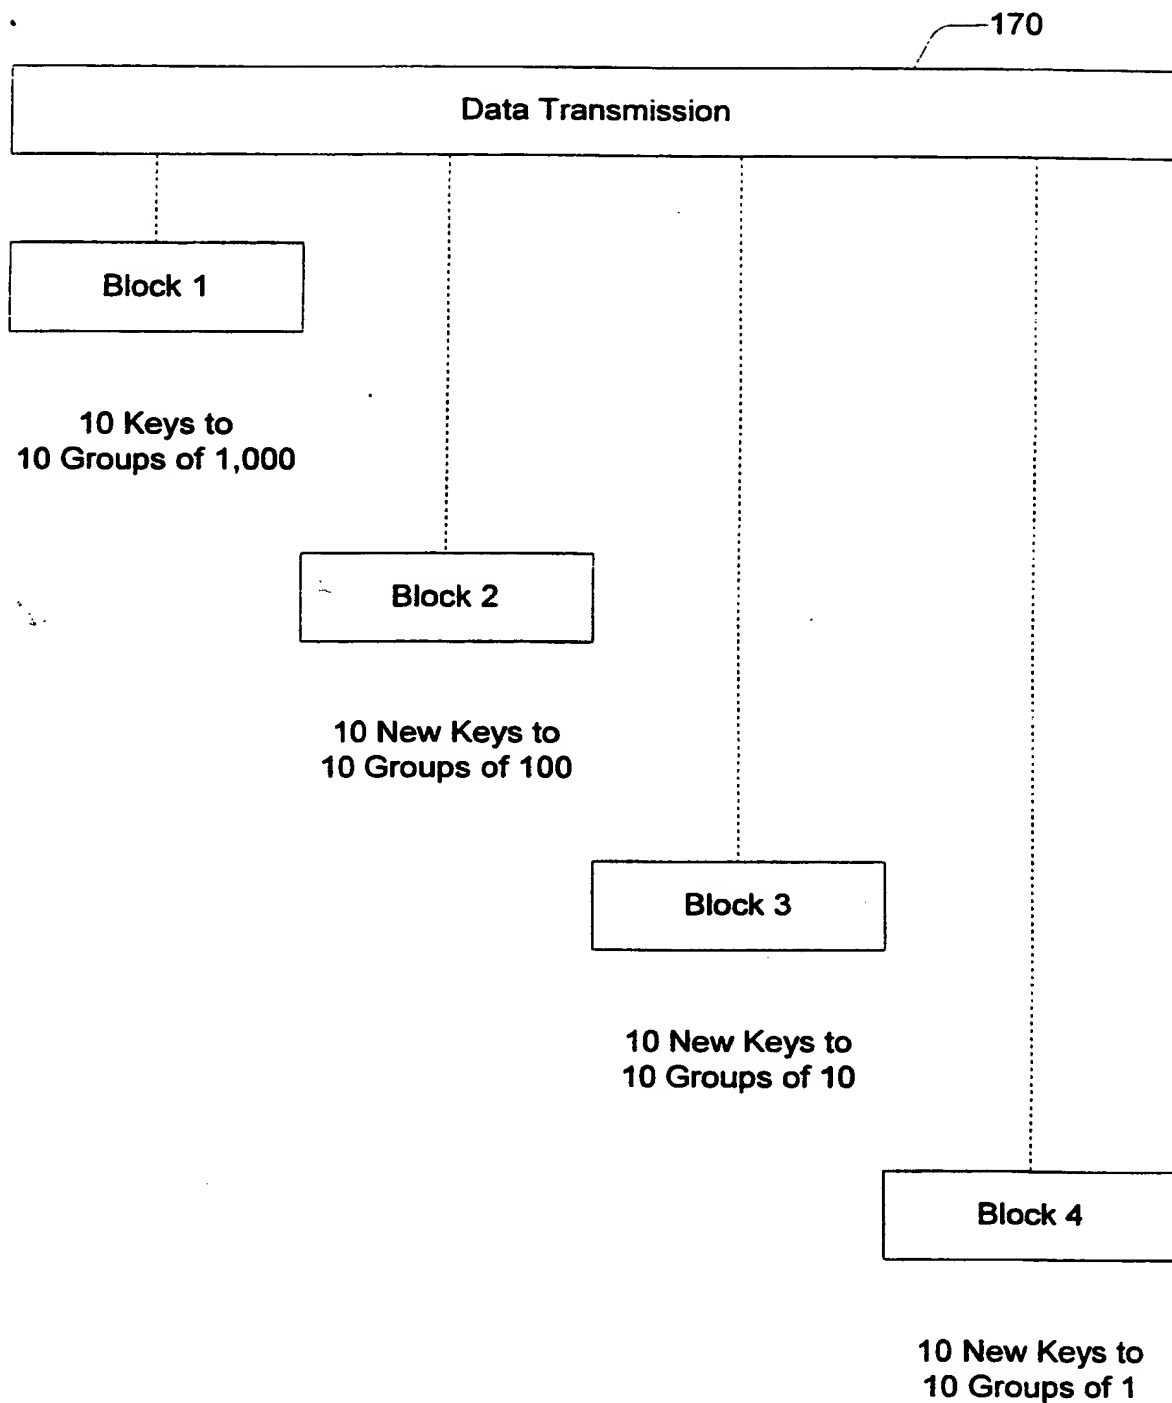 170
Data Transmission
Block 1
10 Keys to
10 Groups of 1,000
Block 2
10 New Keys to
10 Groups of 100
Block 3
10 New Keys to
10 Groups of 10
Block 4
10 New Keys to
10 Groups of 1